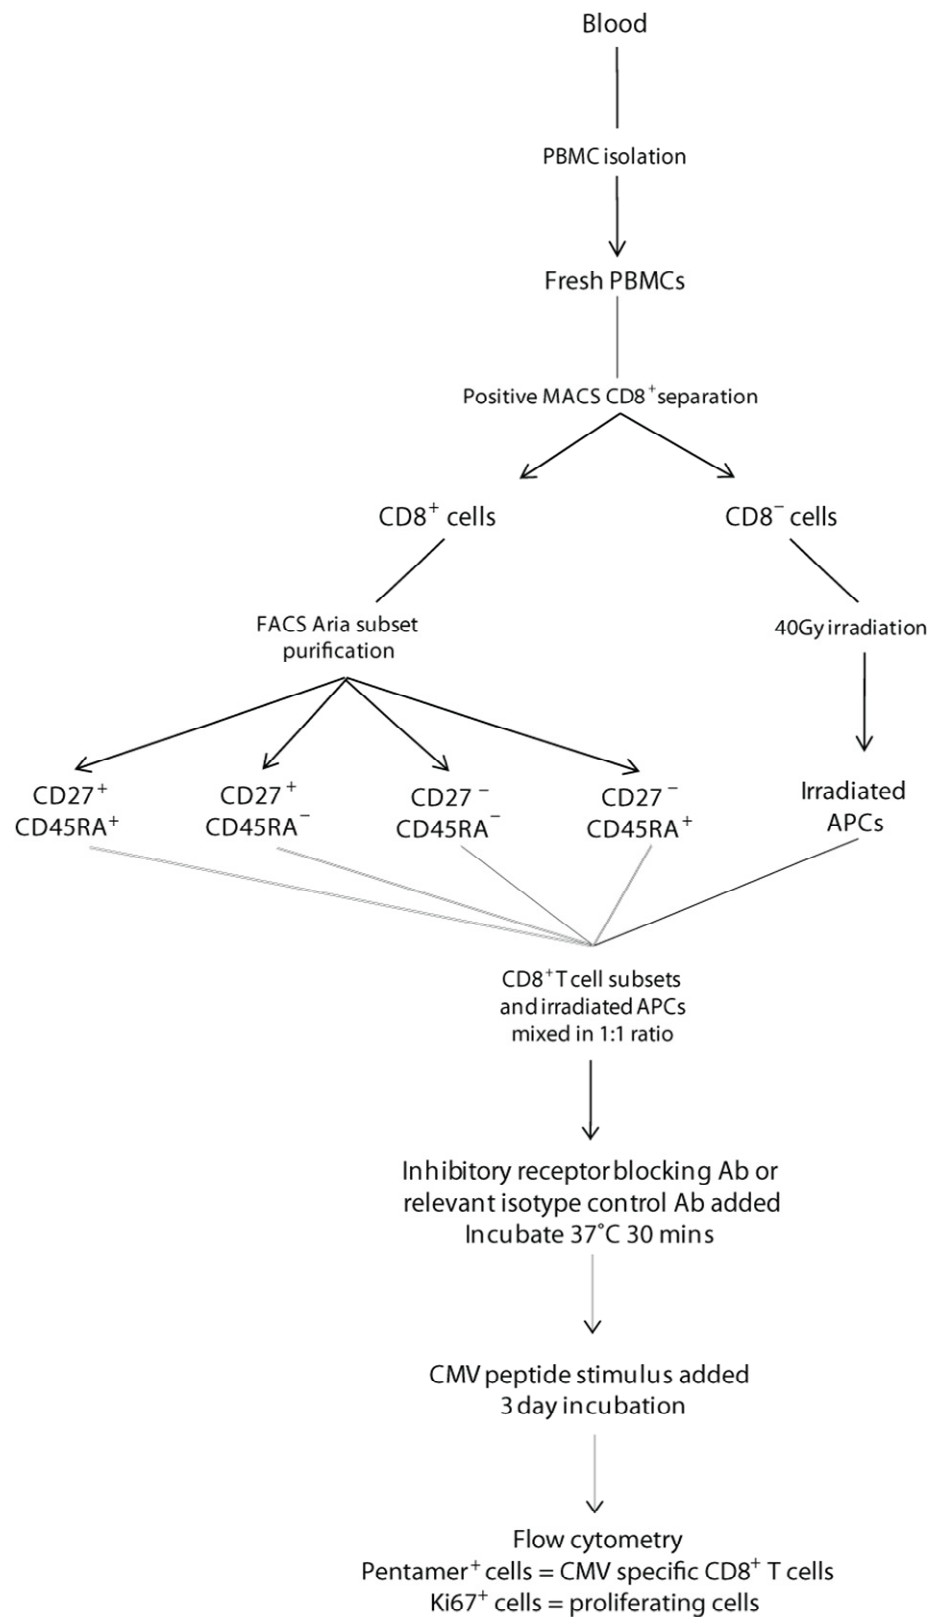 Blood
PBMC isolation
Fresh PBMCs
Positive MACS CD8⁺ separation
CD8⁺ cells
CD8⁻ cells
FACS Aria subset
purification
40Gy irradiation
CD27⁺
CD45RA⁺
CD27⁺
CD45RA⁻
CD27⁻
CD45RA⁻
CD27⁻
CD45RA⁺
Irradiated
APCs
CD8⁺ T cell subsets
and irradiated APCs
mixed in 1:1 ratio
Inhibitory receptor blocking Ab or
relevant isotype control Ab added
Incubate 37˚C 30 mins
CMV peptide stimulus added
3 day incubation
Flow cytometry
Pentamer⁺ cells = CMV specific CD8⁺ T cells
Ki67⁺ cells = proliferating cells